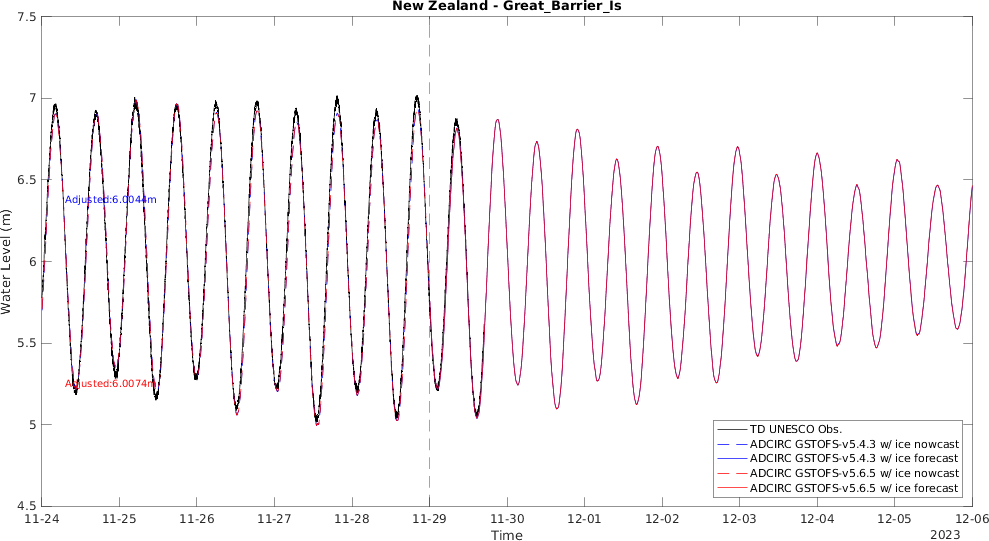 New Zealand - Great_Barrier_Is
7.5
7
6.5
6
5.5
5
4.5
Water Level (m)
Adjusted:6.0044m
Adjusted:6.0074m
TD UNESCO Obs.
ADCIRC GSTOFS-v5.4.3 w/ ice nowcast
ADCIRC GSTOFS-v5.4.3 w/ ice forecast
ADCIRC GSTOFS-v5.6.5 w/ ice nowcast
ADCIRC GSTOFS-v5.6.5 w/ ice forecast
11-24 11-25 11-26 11-27 11-28 11-29 11-30 12-01 12-02 12-03 12-04 12-05 12-06
Time
2023